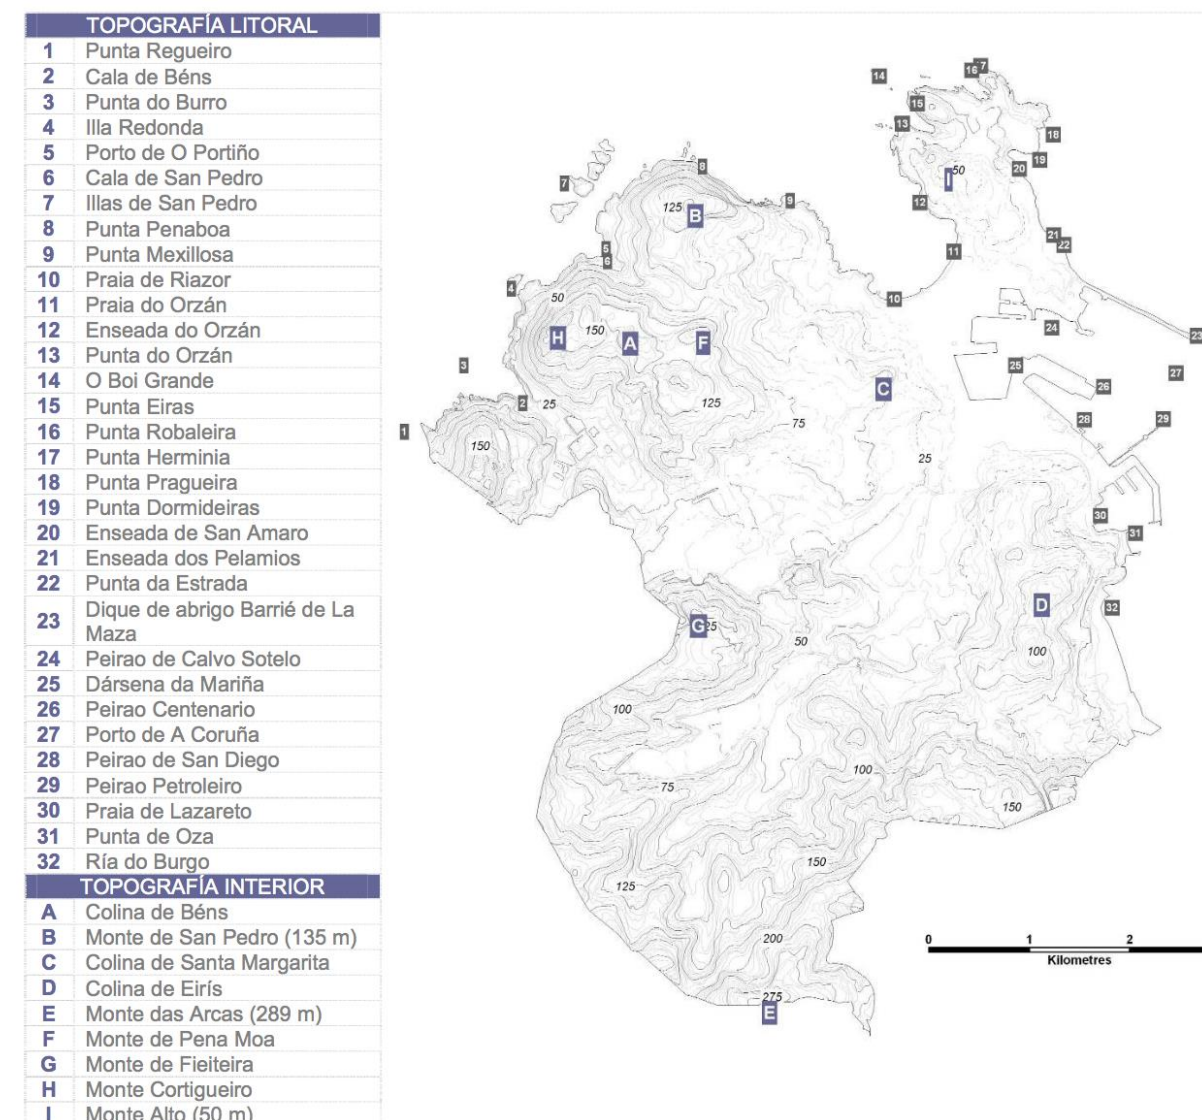 TOPOGRAFÍA LITORAL
1 Punta Regueiro
2 Cala de Béns
3 Punta do Burro
4 Illa Redonda
5 Porto de O Portiño
6 Cala de San Pedro
7 Illas de San Pedro
8 Punta Penaboa
9 Punta Mexillosa
10 Praia de Riazor
11 Praia do Orzán
12 Enseada do Orzán
13 Punta do Orzán
14 O Boi Grande
15 Punta Eiras
16 Punta Robaleira
17 Punta Herminia
18 Punta Pragueira
19 Punta Dormideiras
20 Enseada de San Amaro
21 Enseada dos Pelamios
22 Punta da Estrada
23 Dique de abrigo Barrié de La
Maza
24 Peirao de Calvo Sotelo
25 Dársena da Mariña
26 Peirao Centenario
27 Porto de A Coruña
28 Peirao de San Diego
29 Peirao Petroleiro
30 Praia de Lazareto
31 Punta de Oza
32 Ría do Burgo
TOPOGRAFÍA INTERIOR
A Colina de Béns
B Monte de San Pedro (135 m)
C Colina de Santa Margarita
D Colina de Eirís
E Monte das Arcas (289 m)
F Monte de Pena Moa
G Monte de Fieiteira
H Monte Cortigueiro
I Monte Alto (50 m)
16 17
14
15
13
18
19
8
20
I 50
7
9
12
125 B
21
22
5
11
6
4
50
10
24
23
150
H A F
3
25
27
C
26
2 25
125
75
28 29
1
150
25
30
31
D
32
G 25
50
100
100
100
75
150
150
125
200
0 1 2
Kilometres
275
E